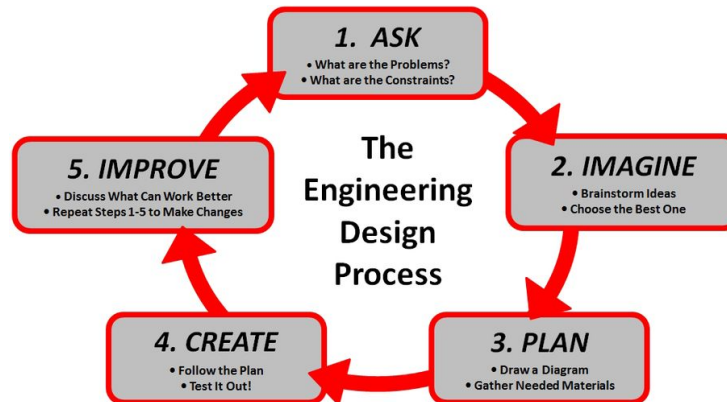 1. ASK
• What are the Problems?
• What are the Constraints?
The
Engineering
Design
Process
2. IMAGINE
• Brainstorm Ideas
• Choose the Best One
3. PLAN
• Draw a Diagram
• Gather Needed Materials
4. CREATE
• Follow the Plan
• Test It Out!
5. IMPROVE
• Discuss What Can Work Better
• Repeat Steps 1-5 to Make Changes